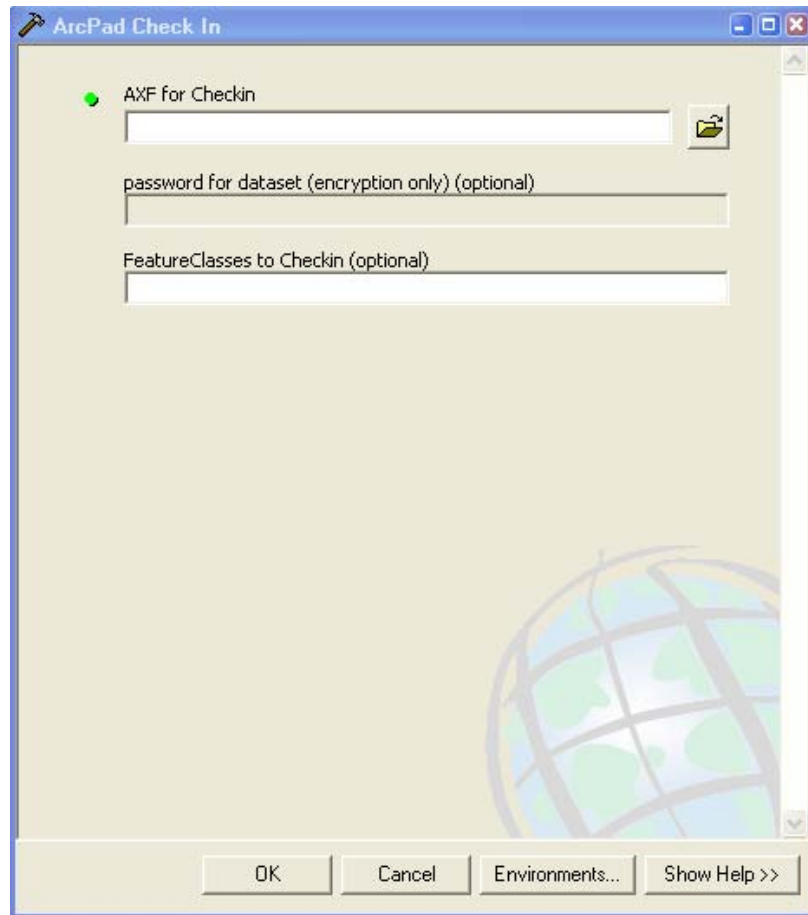 ArcPad Check In
AXF for Checkin
password for dataset (encryption only) (optional)
FeatureClasses to Checkin (optional)
OK Cancel Environments... Show Help >>